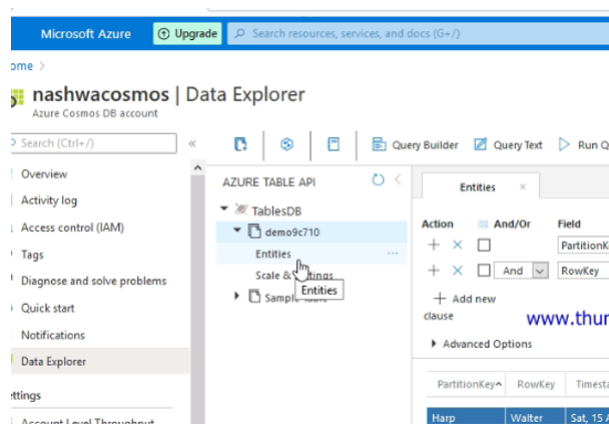 Microsoft Azure
Upgrade
Search resources, services, and docs (G+/)
ome >
nashwacosmos | Data Explorer
Azure Cosmos DB account
Search (Ctrl+/)
Overview
Activity log
Access control (IAM)
Tags
Diagnose and solve problems
Quick start
Notifications
Data Explorer
ettings
Account Level Throughput
AZURE TABLE API
TablesDB
demo9c710
Entities
Scale &
Entities
Query Builder
Query Text
Run Q
Entities
Action And/Or Field
PartitionK
And RowKey
Add new
clause
www.thur
Advanced Options
PartitionKey RowKey Timesta
Harp Walter Sat, 15 A